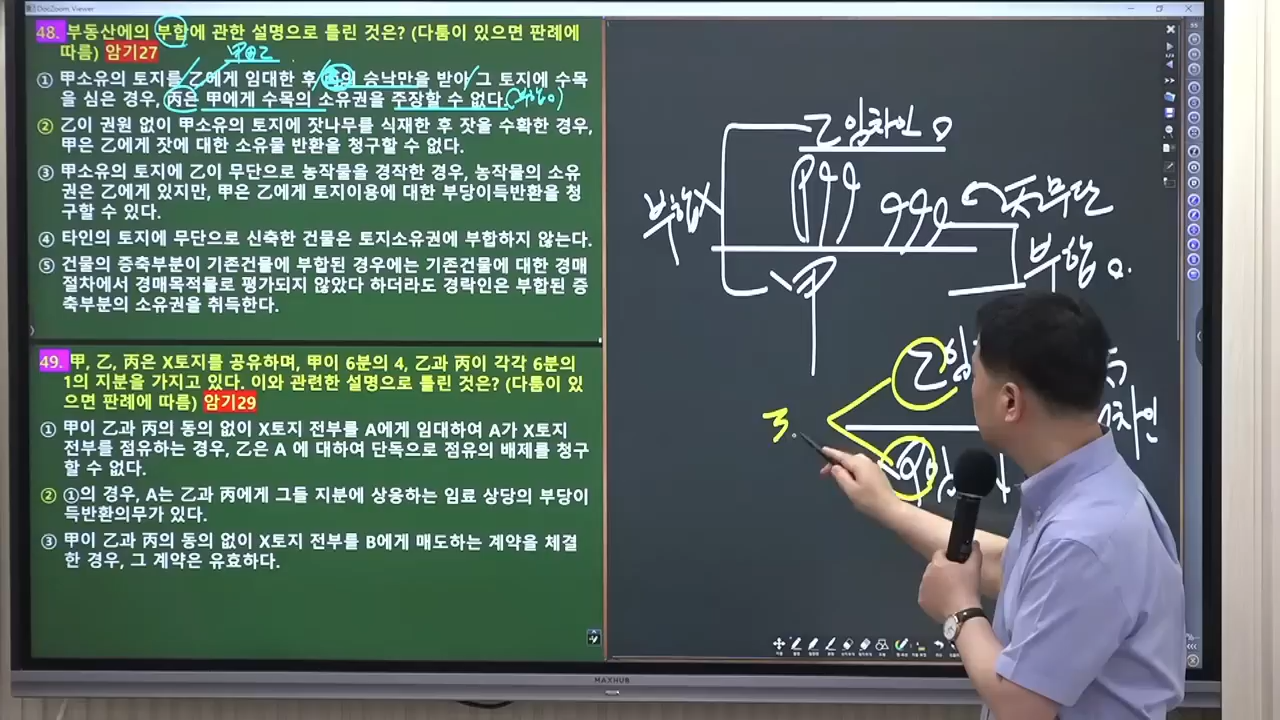 DocZoom Viewer
48. 부동산에의 부합에 관한 설명으로 틀린 것은? (다툼이 있으면 판례에
따름) 암기27
① 甲소유의 토지를 乙에게 임대한 후 丙이 乙의 승낙만을 받아 그 토지에 수목
을 심은 경우, 丙은 甲에게 수목의 소유권을 주장할 수 없다.
② 乙이 권원 없이 甲소유의 토지에 잣나무를 식재한 후 잣을 수확한 경우,
甲은 乙에게 잣에 대한 소유물 반환을 청구할 수 없다.
③ 甲소유의 토지에 乙이 무단으로 농작물을 경작한 경우, 농작물의 소유
권은 乙에게 있지만, 甲은 乙에게 토지이용에 대한 부당이득반환을 청
구할 수 있다.
④ 타인의 토지에 무단으로 신축한 건물은 토지소유권에 부합하지 않는다.
⑤ 건물의 증축부분이 기존건물에 부합된 경우에는 기존건물에 대한 경매
절차에서 경매목적물로 평가되지 않았다 하더라도 경락인은 부합된 증
축부분의 소유권을 취득한다.
49. 甲, 乙, 丙은 X토지를 공유하며, 甲이 6분의 4, 乙과 丙이 각각 6분의
1의 지분을 가지고 있다. 이와 관련한 설명으로 틀린 것은? (다툼이 있
으면 판례에 따름) 암기29
① 甲이 乙과 丙의 동의 없이 X토지 전부를 A에게 임대하여 A가 X토지
전부를 점유하는 경우, 乙은 A 에 대하여 단독으로 점유의 배제를 청구
할 수 없다.
② ①의 경우, A는 乙과 丙에게 그들 지분에 상응하는 임료 상당의 부당이
득반환의무가 있다.
③ 甲이 乙과 丙의 동의 없이 X토지 전부를 B에게 매도하는 계약을 체결
한 경우, 그 계약은 유효하다.
乙임차인
丙무단
부합X
부합 o.
甲
乙임
차인
MAXHUB